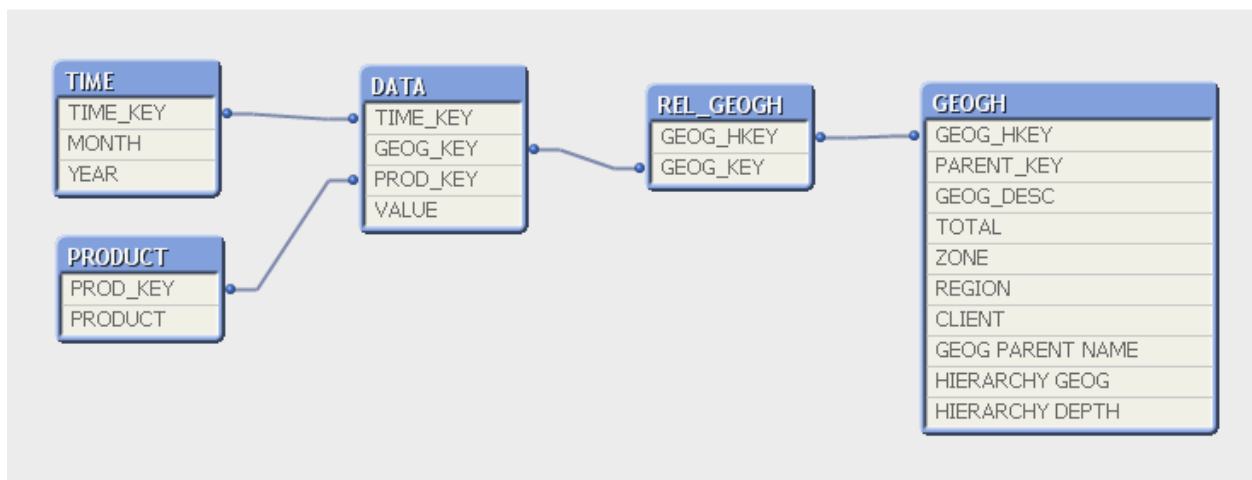 TIME
TIME_KEY
MONTH
YEAR
PRODUCT
PROD_KEY
PRODUCT
DATA
TIME_KEY
GEOG_KEY
PROD_KEY
VALUE
REL_GEOGH
GEOG_HKEY
GEOG_KEY
GEOGH
GEOG_HKEY
PARENT_KEY
GEOG_DESC
TOTAL
ZONE
REGION
CLIENT
GEOG PARENT NAME
HIERARCHY GEOG
HIERARCHY DEPTH